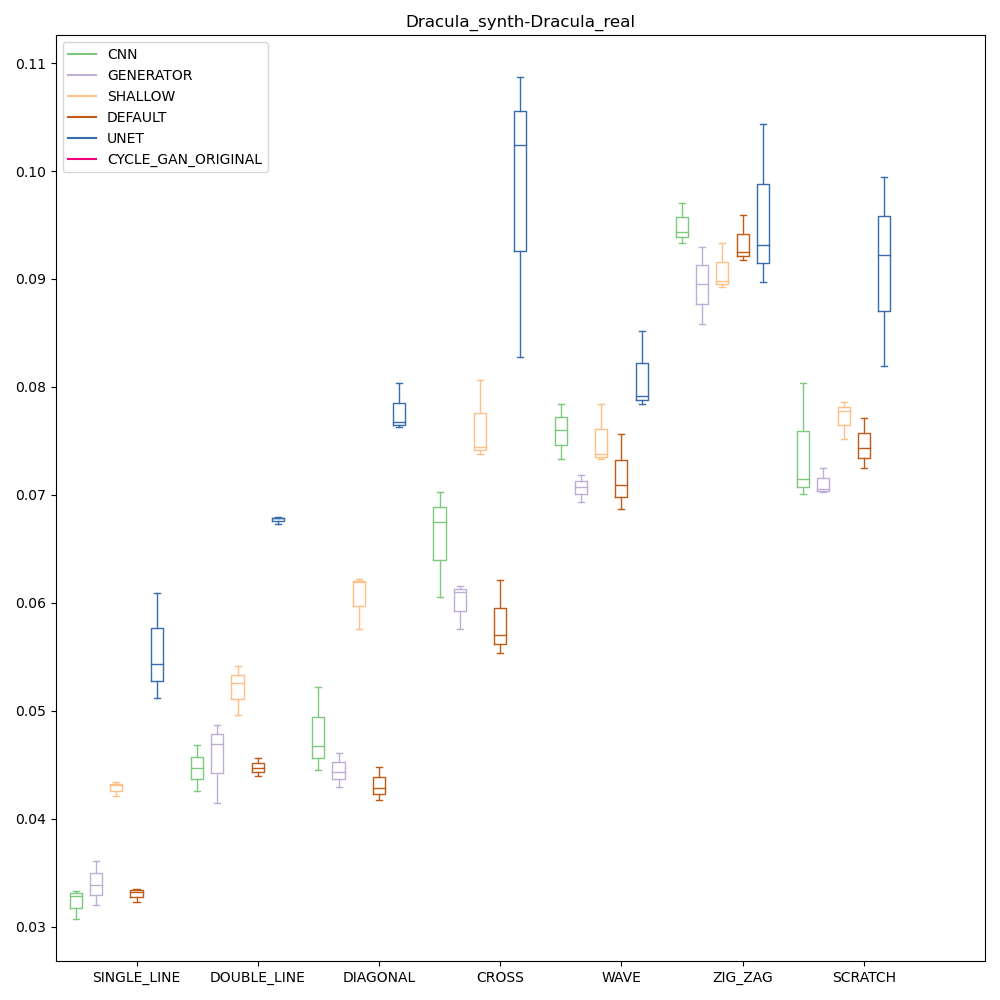 Dracula_synth-Dracula_real
CNN
GENERATOR
SHALLOW
DEFAULT
UNET
CYCLE_GAN_ORIGINAL
0.11
0.10
0.09
0.08
0.07
0.06
0.05
0.04
0.03
SINGLE_LINE DOUBLE_LINE DIAGONAL CROSS WAVE ZIG_ZAG SCRATCH